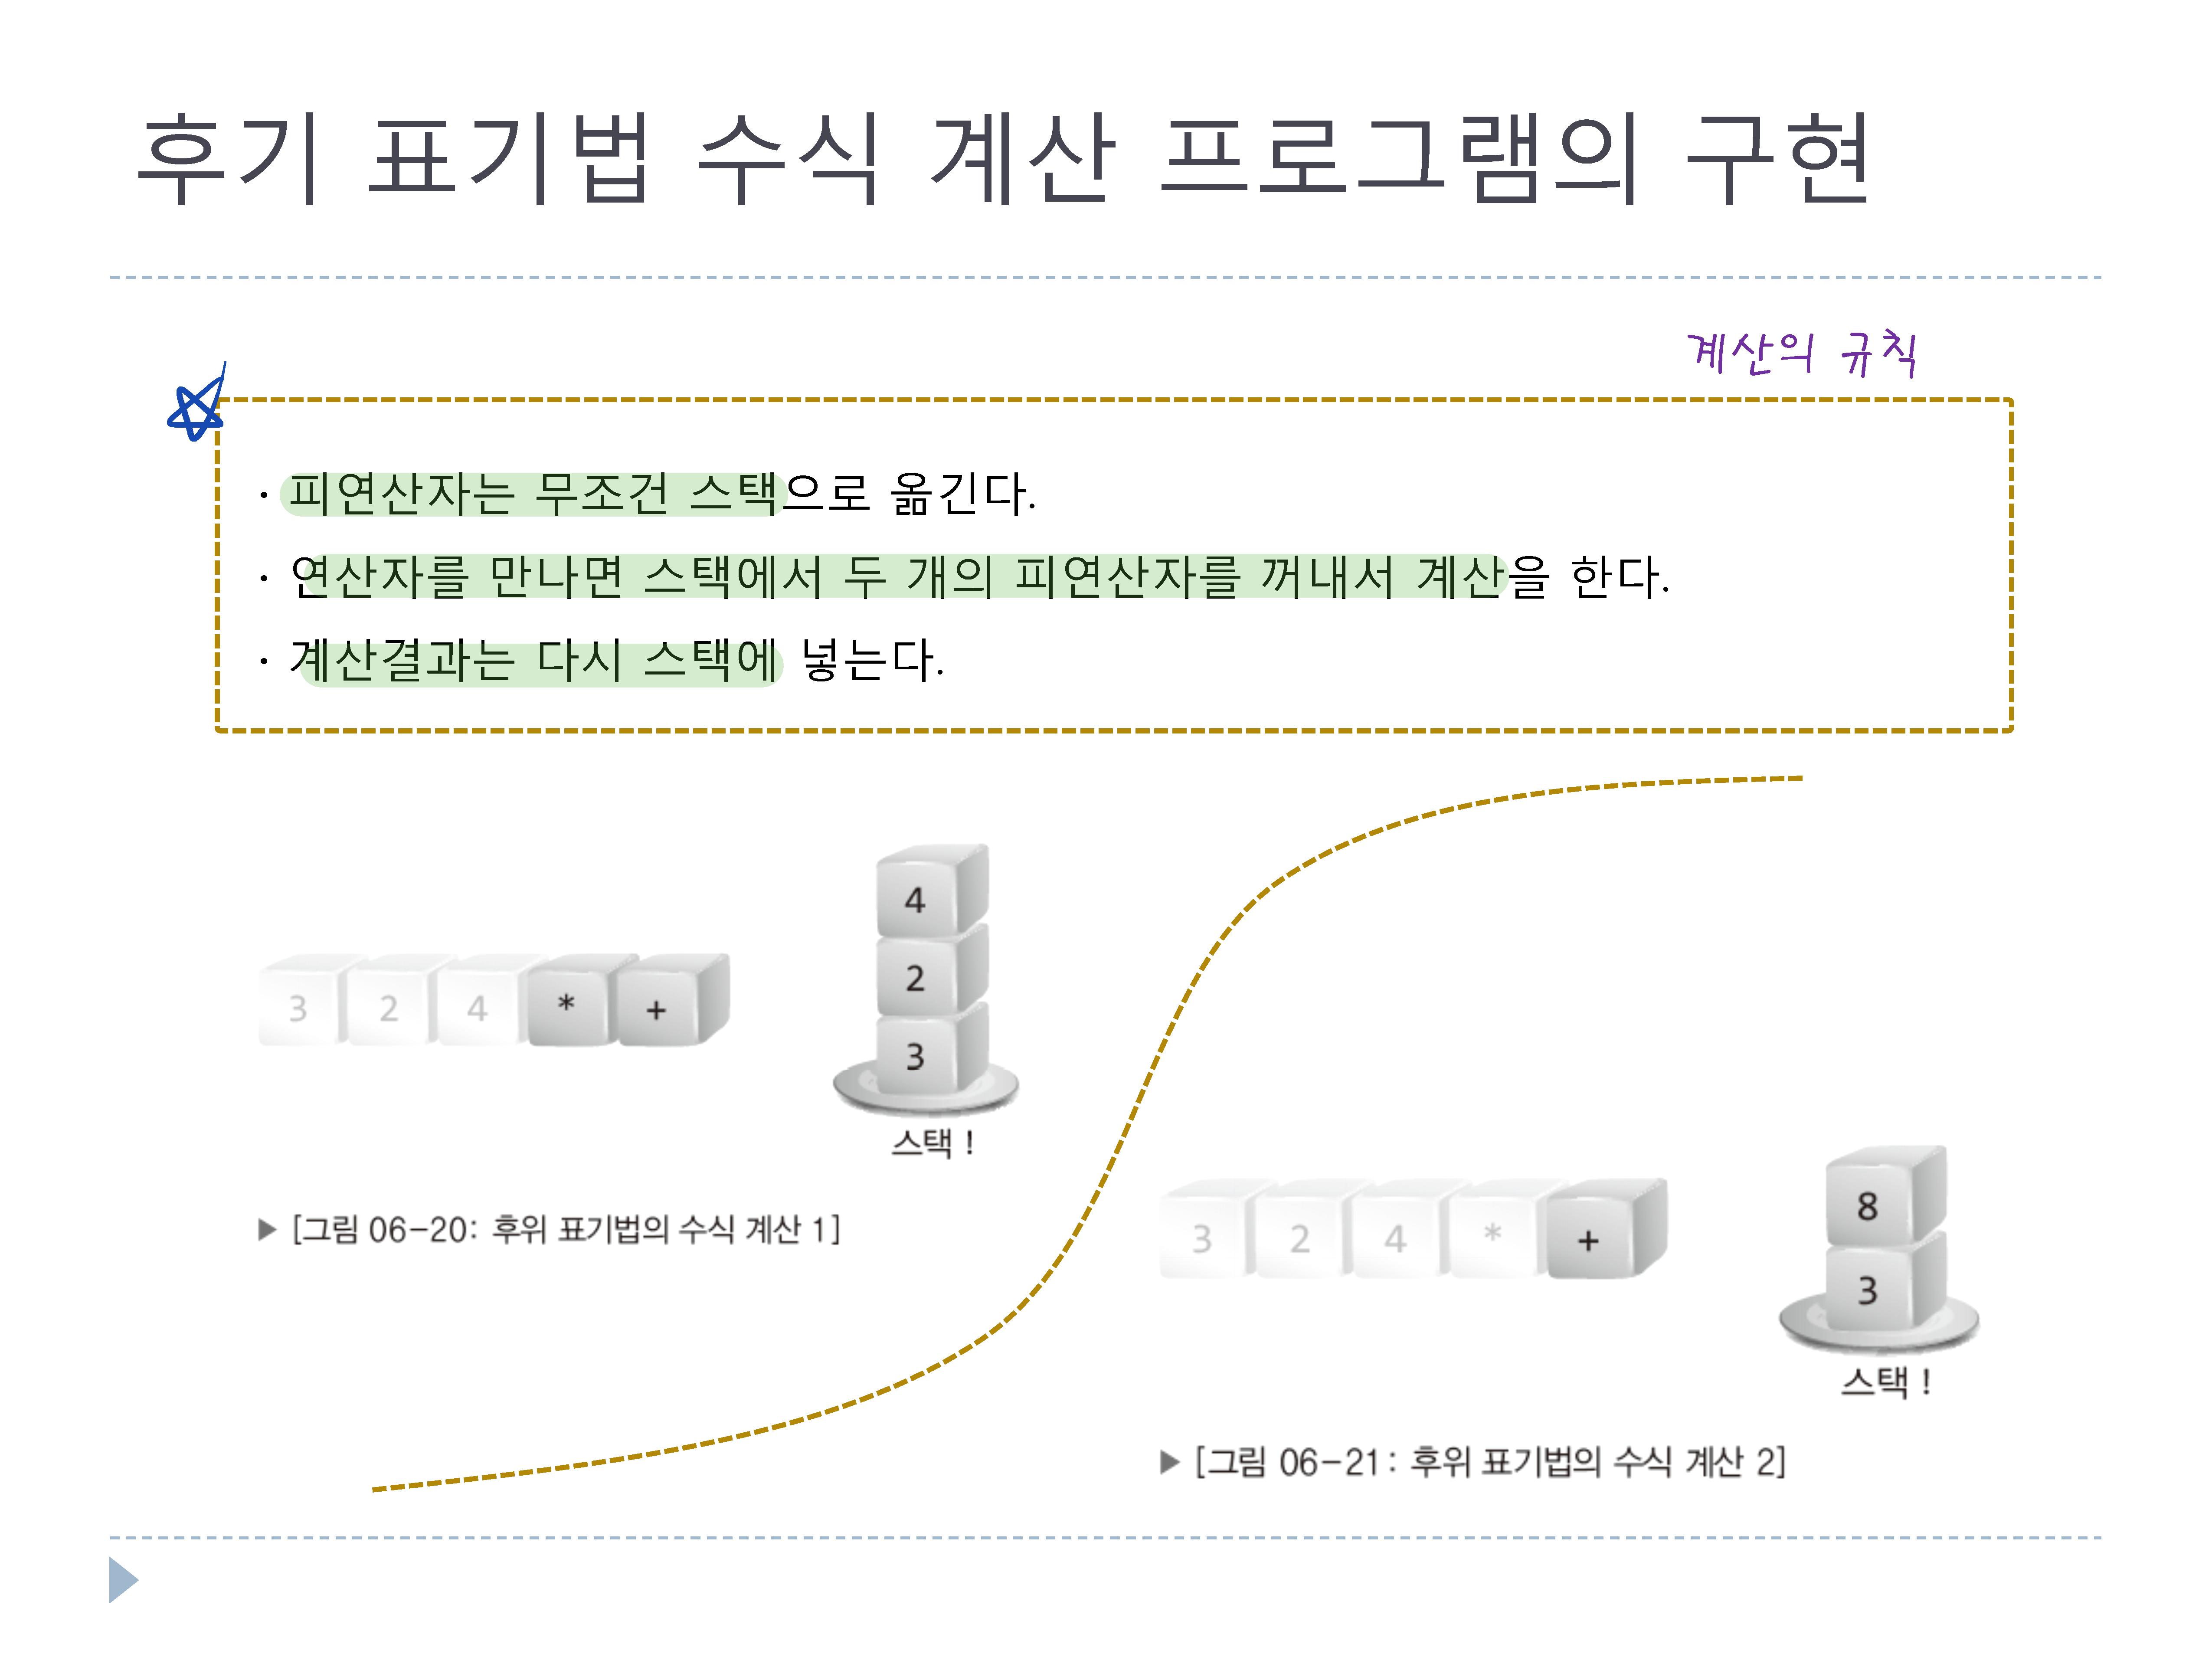 후기 표기법 수식 계산 프로그램의 구현
계산의 규칙
· 피연산자는 무조건 스택으로 옮긴다.
· 연산자를 만나면 스택에서 두 개의 피연산자를 꺼내서 계산을 한다.
· 계산결과는 다시 스택에 넣는다.
3 2 4 * +
4
2
3
스택 !
▶ [그림 06-20: 후위 표기법의 수식 계산 1]
3 2 4 * +
8
3
스택 !
▶ [그림 06-21: 후위 표기법의 수식 계산 2]